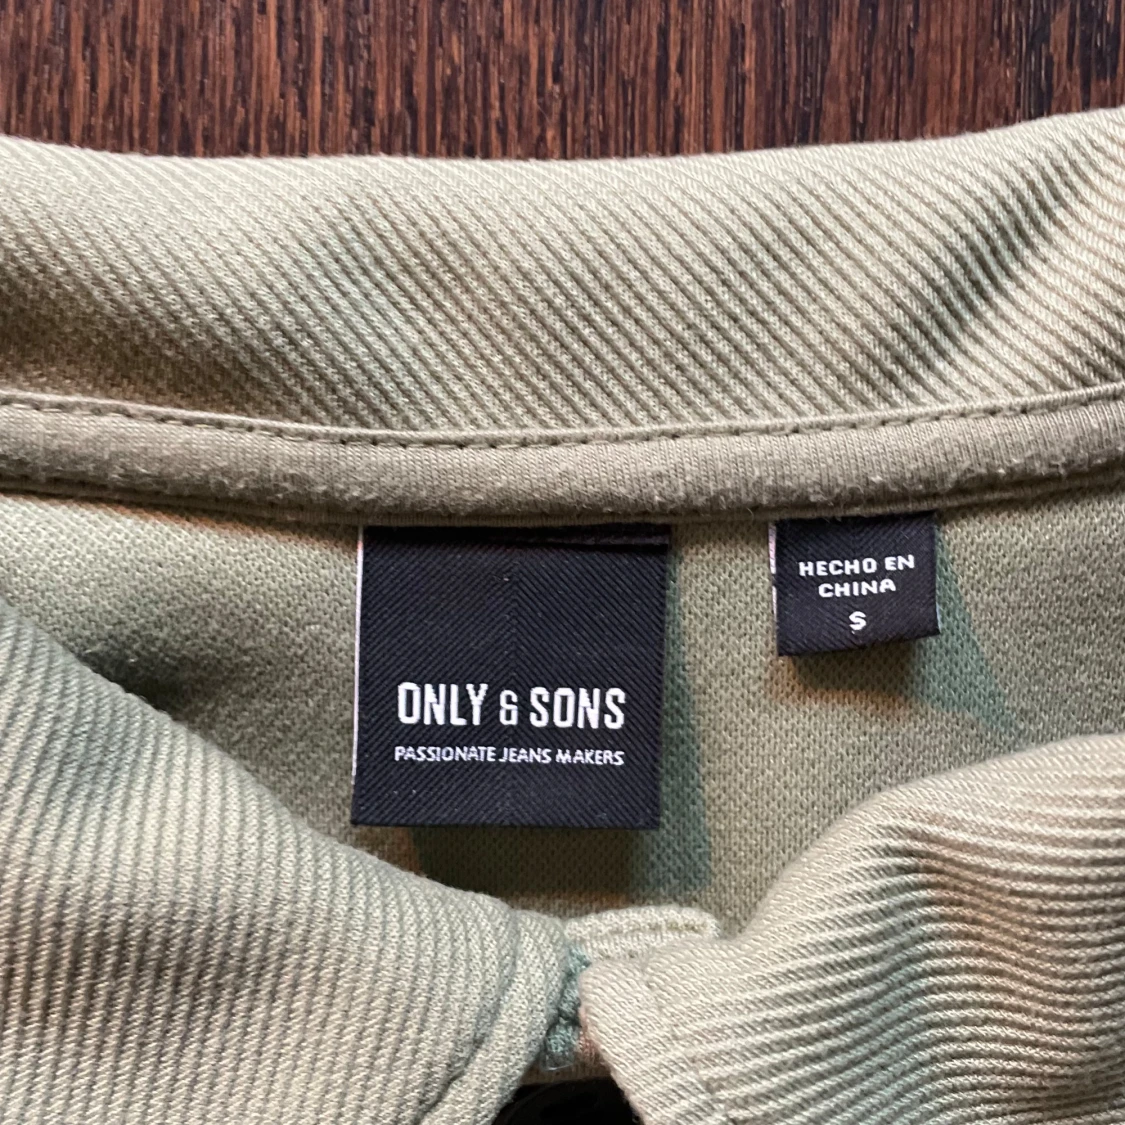 ONLY & SONS
PASSIONATE JEANS MAKERS
HECHO EN
CHINA
S